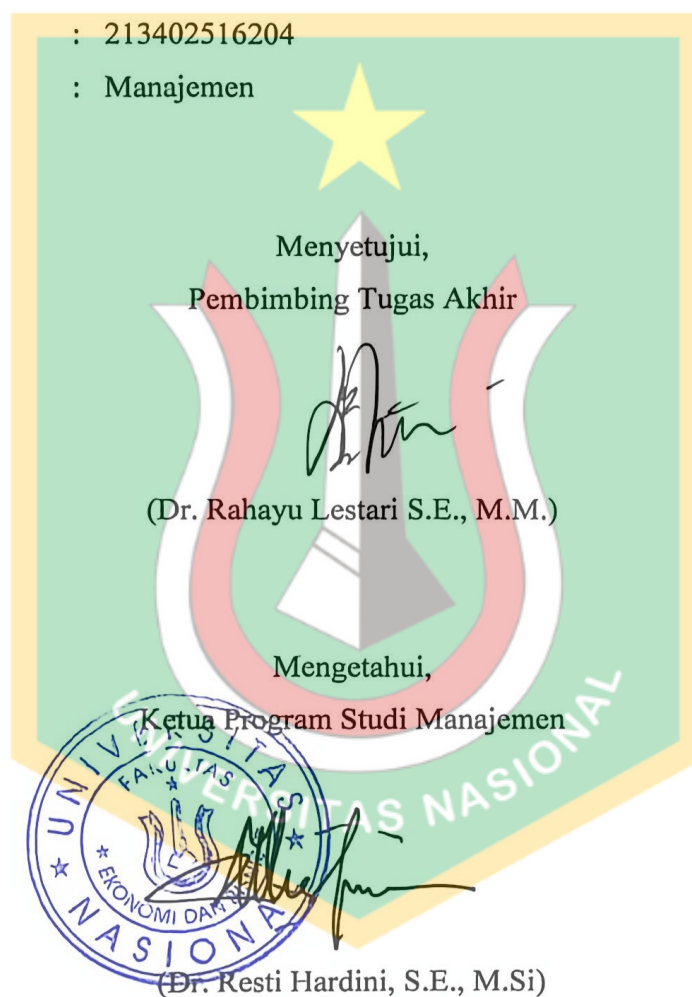 : 213402516204
: Manajemen
Menyetujui,
Pembimbing Tugas Akhir
(Dr. Rahayu Lestari S.E., M.M.)
Mengetahui,
Ketua Program Studi Manajemen
UNIVERSITAS NASIONAL
UNIVERSITAS
FAKULTAS
EKONOMI DAN
NASIONAL
(Dr. Resti Hardini, S.E., M.Si)